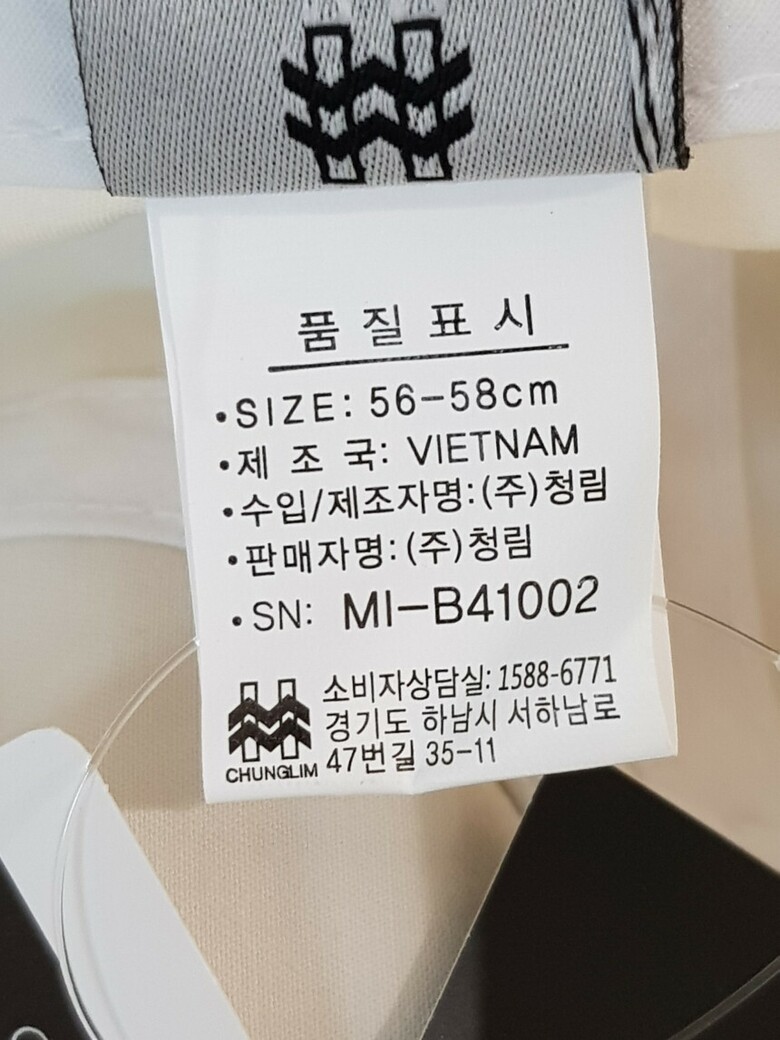 품 질 표 시
•SIZE: 56-58cm
•제 조 국: VIETNAM
•수입/제조자명:(주)청림
•판매자명:(주)청림
•SN: MI-B41002
소비자상담실: 1588-6771
경기도 하남시 서하남로
47번길 35-11
CHUNGLIM